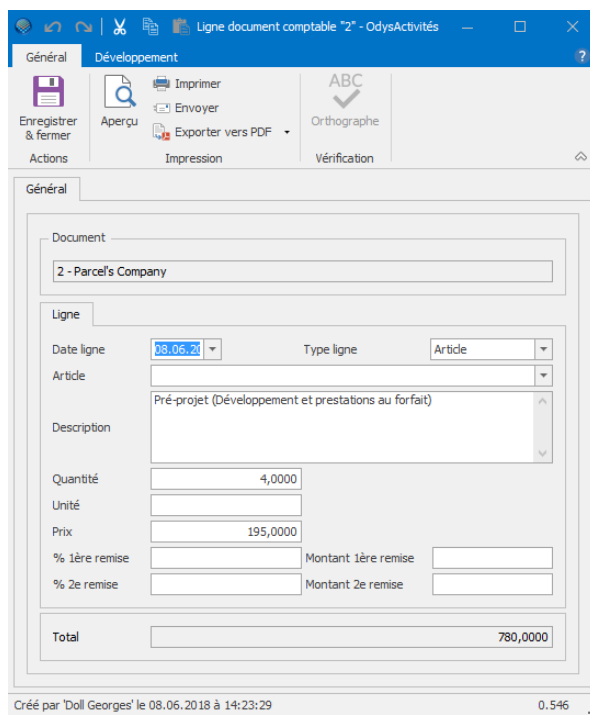 Ligne document comptable "2" - OdysActivités
Général Développement
?
Enregistrer & fermer
Actions
Aperçu
Imprimer
Envoyer
Exporter vers PDF
Impression
ABC
Orthographe
Vérification
Général
Document
2 - Parcel's Company
Ligne
Date ligne 08.06.20 Type ligne Article
Article
Description Pré-projet (Développement et prestations au forfait)
Quantité 4,0000
Unité
Prix 195,0000
% 1ère remise Montant 1ère remise
% 2e remise Montant 2e remise
Total 780,0000
Créé par 'Doll Georges' le 08.06.2018 à 14:23:29 0.546